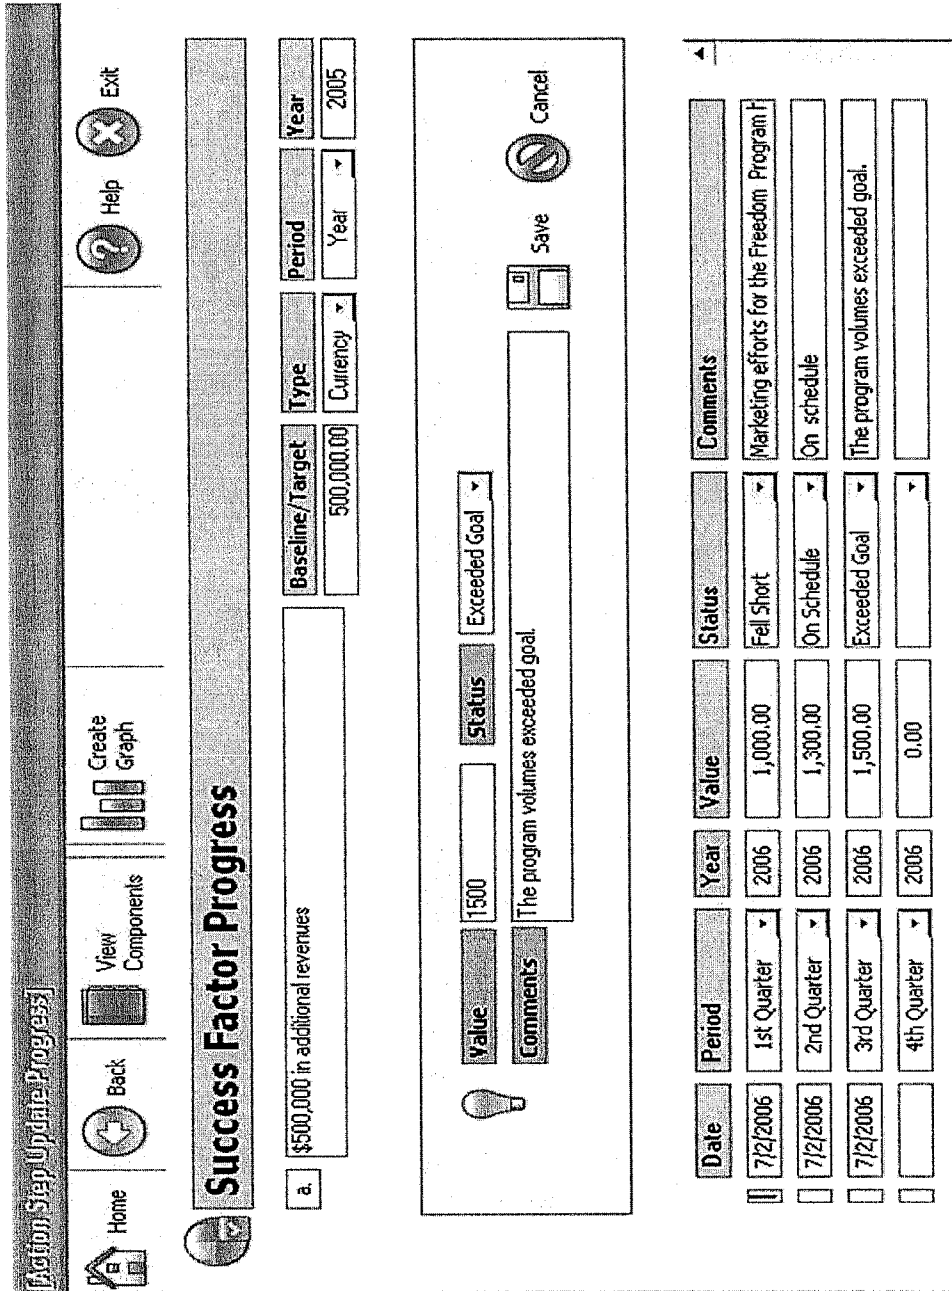 [Action Step Update Progress]
Home Back View Components Create Graph ? Help X Exit
Success Factor Progress
Baseline/Target Type Period Year
a. $500,000 in additional revenues 500,000.00 Currency Year 2005
Value 1500 Status Exceeded Goal
Comments The program volumes exceeded goal. Save Cancel
Date Period Year Value Status Comments
7/2/2006 1st Quarter 2006 1,000.00 Fell Short Marketing efforts for the Freedom Program
7/2/2006 2nd Quarter 2006 1,300.00 On Schedule On schedule
7/2/2006 3rd Quarter 2006 1,500.00 Exceeded Goal The program volumes exceeded goal.
4th Quarter 2006 0.00